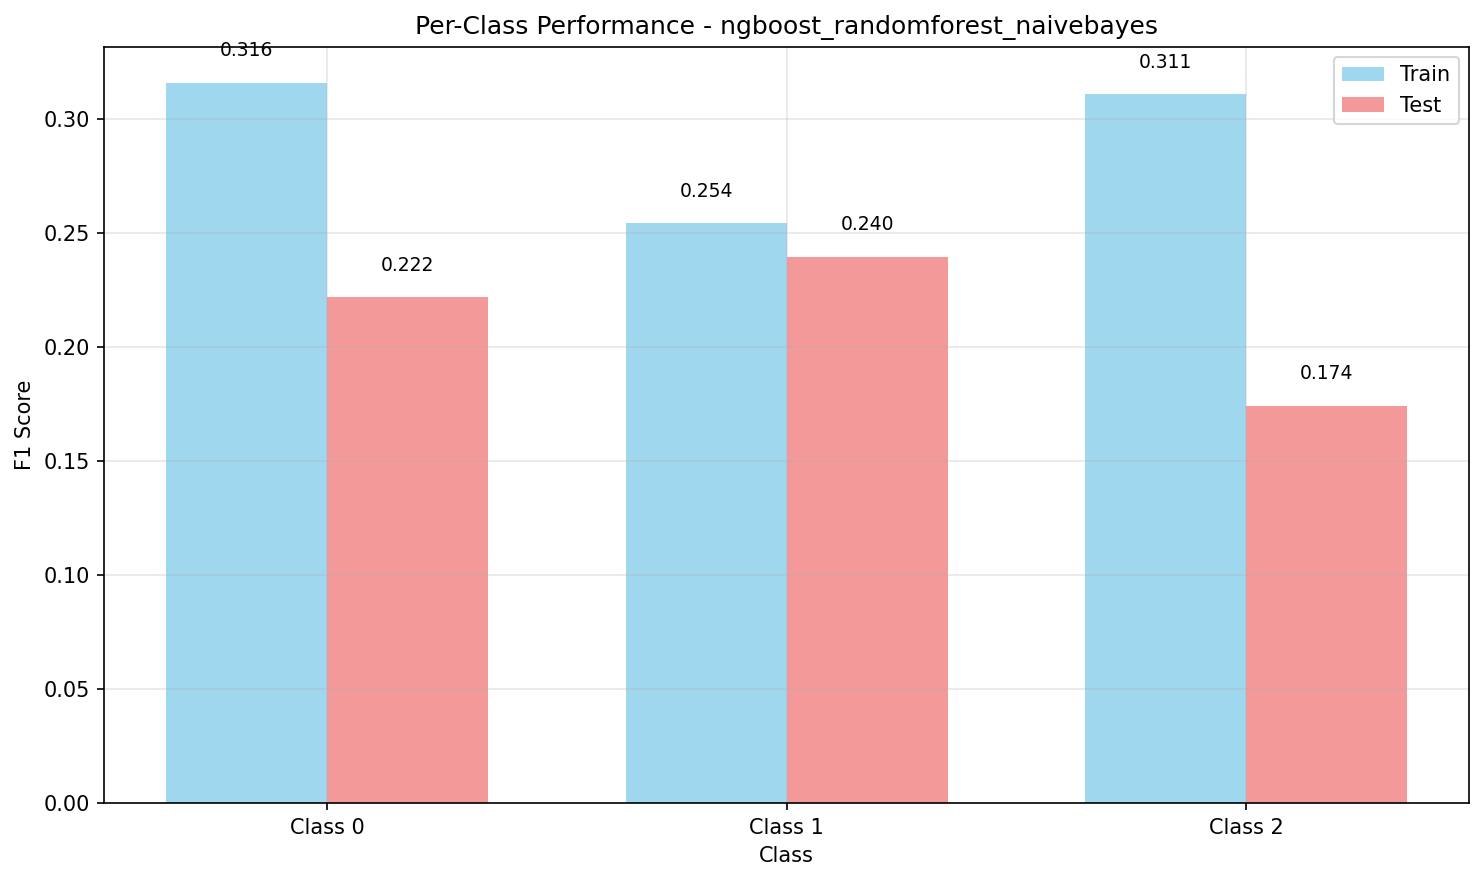 Per-Class Performance - ngboost_randomforest_naivebayes
0.316
0.222
0.254
0.240
0.311
0.174
Train
Test
F1 Score
0.30
0.25
0.20
0.15
0.10
0.05
0.00
Class 0
Class 1
Class 2
Class